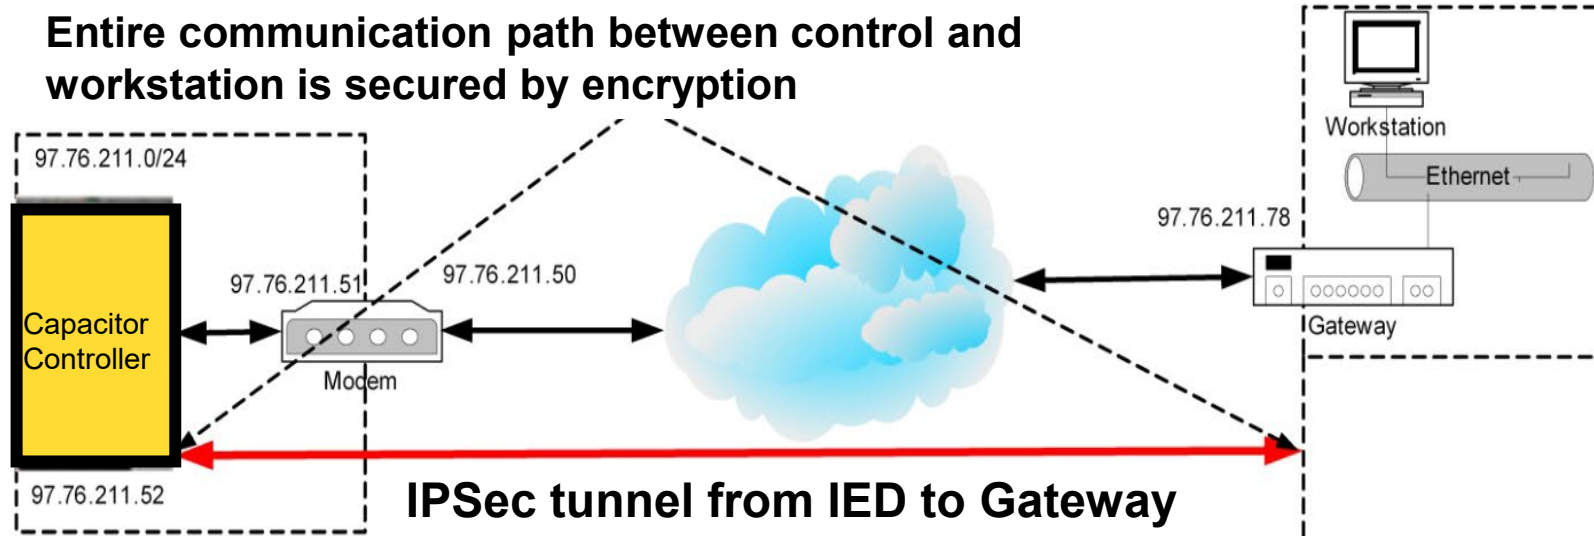 Entire communication path between control and
workstation is secured by encryption
97.76.211.0/24
Workstation
Ethernet
97.76.211.78
97.76.211.51
97.76.211.50
Capacitor
Controller
Gateway
Modem
97.76.211.52
IPSec tunnel from IED to Gateway